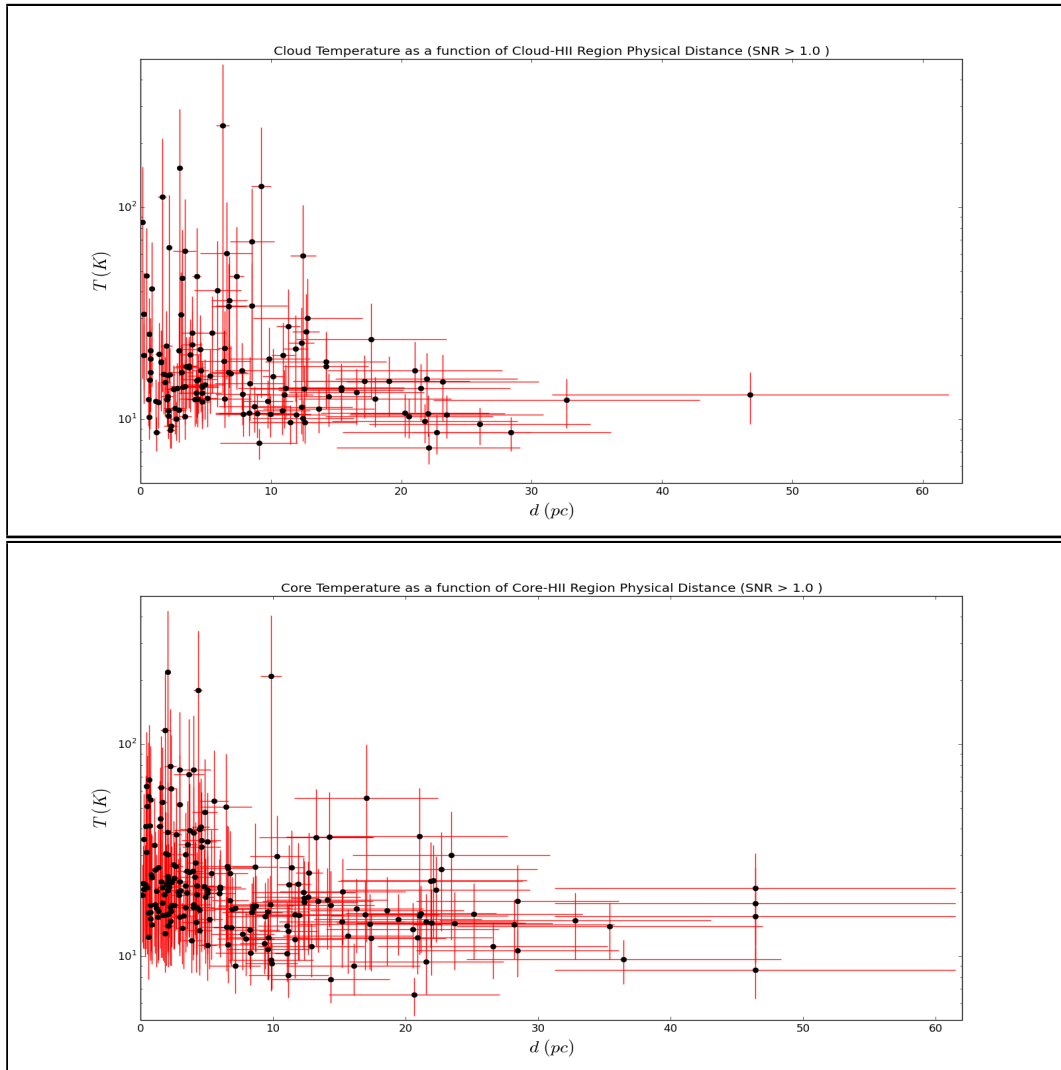 Cloud Temperature as a function of Cloud-HII Region Physical Distance (SNR > 1.0 )
T (K)
10²
10¹
0 10 20 30 40 50 60
d (pc)
Core Temperature as a function of Core-HII Region Physical Distance (SNR > 1.0 )
T (K)
10²
10¹
0 10 20 30 40 50 60
d (pc)